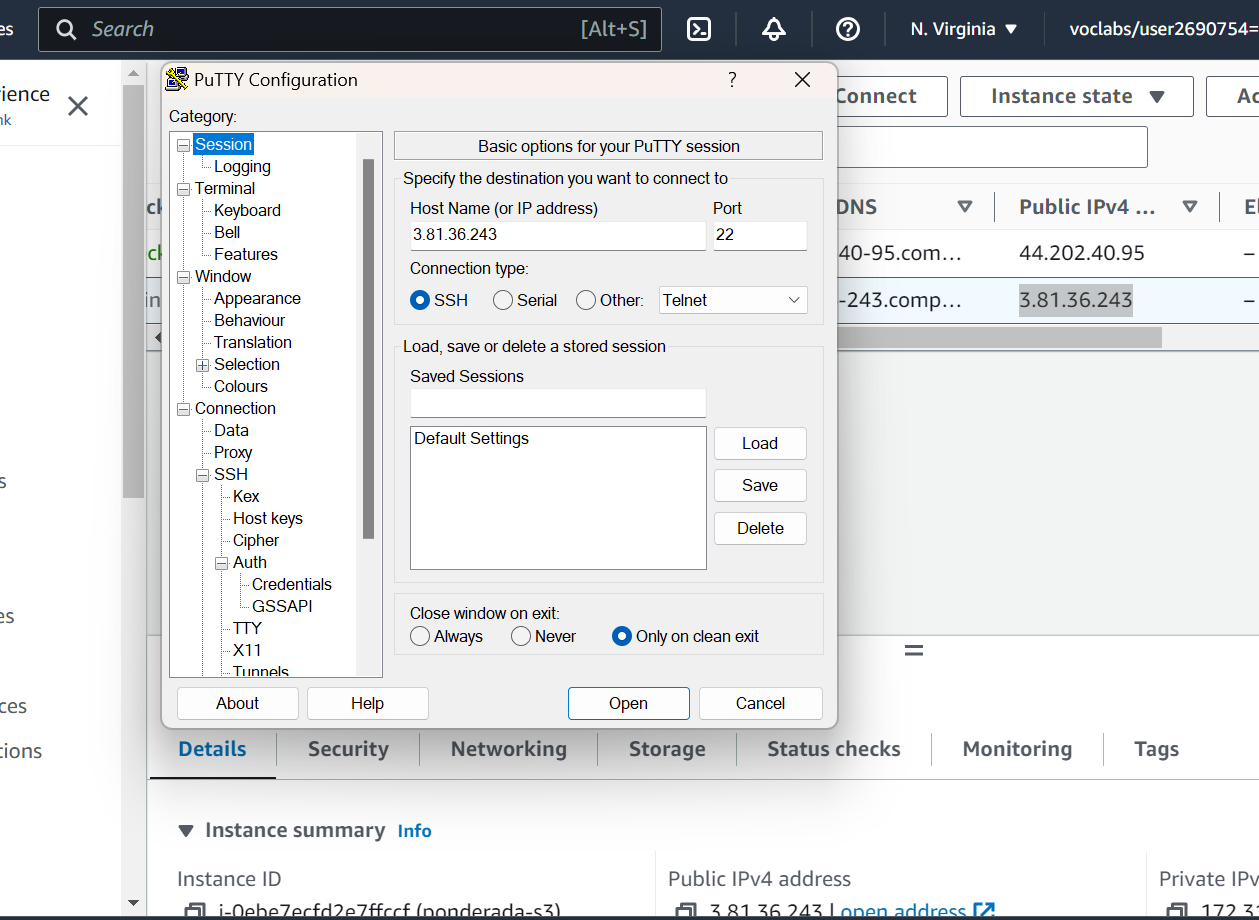 es
Search
[Alt+S]
N. Virginia
voclabs/user2690754=
rience
nk
PuTTY Configuration
?
Connect
Instance state
Ac
Category:
Session
Logging
Terminal
Keyboard
Bell
Features
Window
Appearance
Behaviour
Translation
Selection
Colours
Connection
Data
Proxy
SSH
Kex
Host keys
Cipher
Auth
Credentials
GSSAPI
TTY
X11
Tunnels
Basic options for your PuTTY session
Specify the destination you want to connect to
Host Name (or IP address)
Port
3.81.36.243
22
Connection type:
SSH
Serial
Other:
Telnet
Load, save or delete a stored session
Saved Sessions
Default Settings
Load
Save
Delete
Close window on exit:
Always
Never
Only on clean exit
About
Help
Open
Cancel
ck
DNS
Public IPv4 ...
El
ck
40-95.com…
44.202.40.95
–
in
-243.comp…
3.81.36.243
–
s
es
ces
tions
Details
Security
Networking
Storage
Status checks
Monitoring
Tags
Instance summary
Info
Instance ID
Public IPv4 address
Private IPv
i-0ebe7ecfd2e7ffccf (ponderada-s3)
3.81.36.243 | open address
172.31